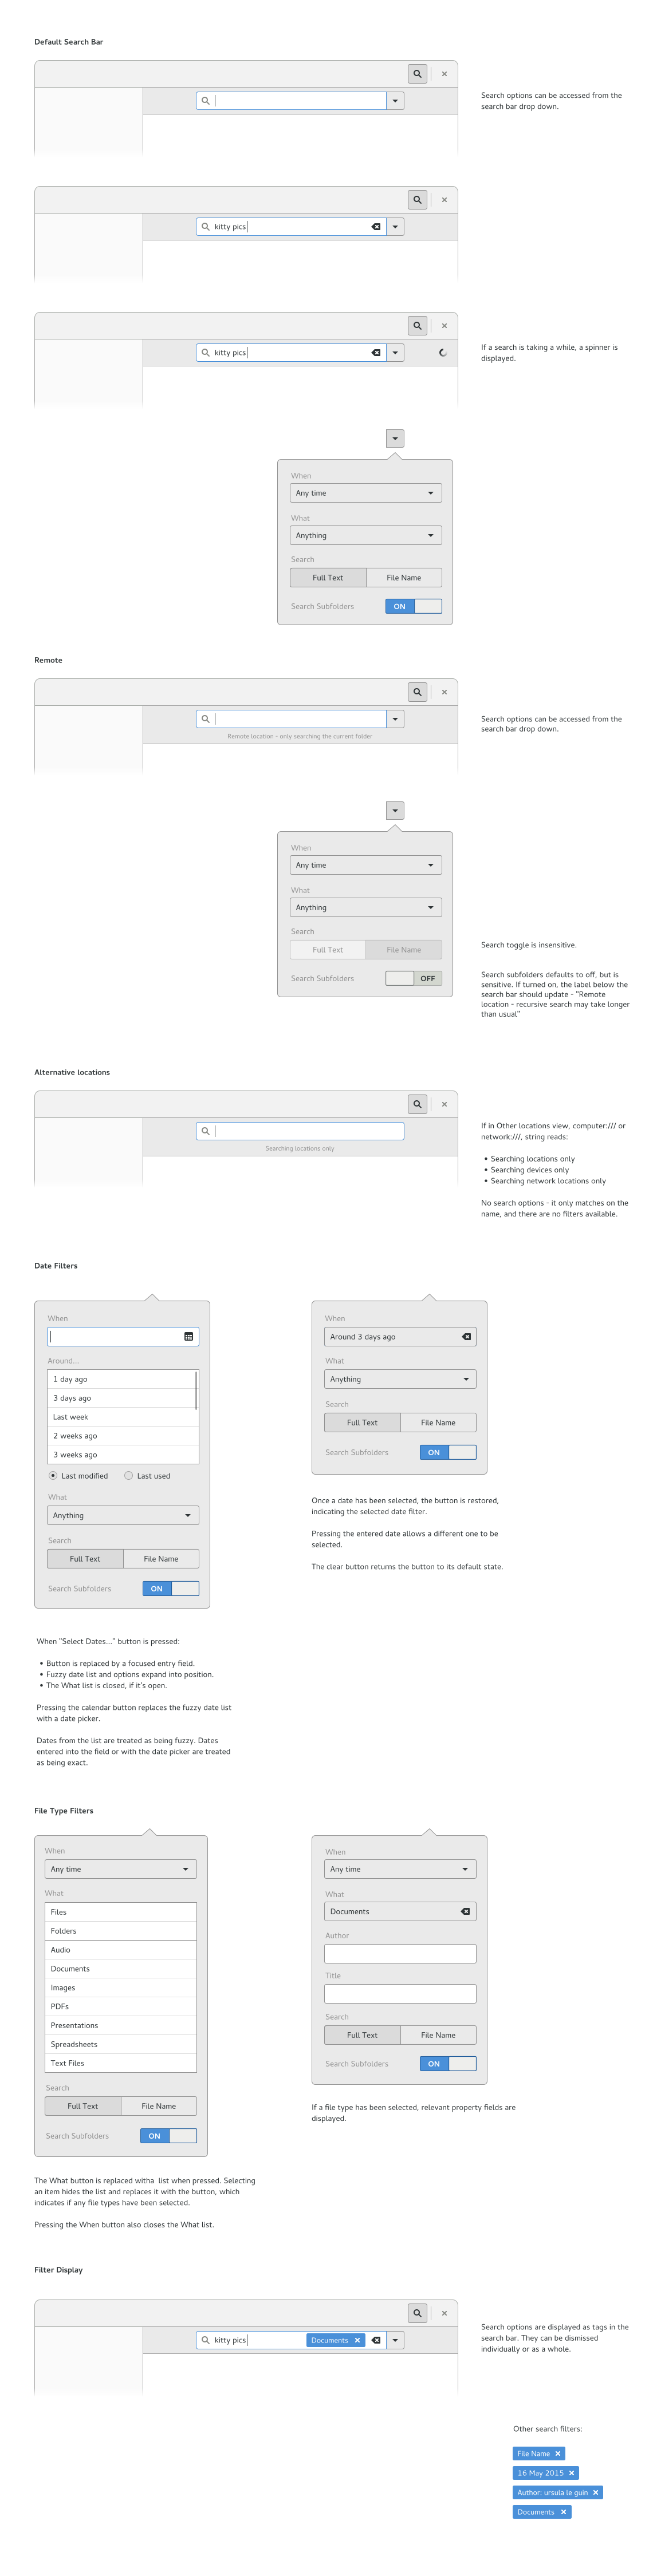 Default Search Bar
Search options can be accessed from the
search bar drop down.
kitty pics
kitty pics
If a search is taking a while, a spinner is
displayed.
When
Any time
What
Anything
Search
Full Text File Name
Search Subfolders ON
Remote
Search options can be accessed from the
search bar drop down.
Remote location - only searching the current folder
When
Any time
What
Anything
Search
Full Text File Name
Search Subfolders OFF
Search toggle is insensitive.
Search subfolders defaults to off, but is
sensitive. If turned on, the label below the
search bar should update - "Remote
location - recursive search may take longer
than usual"
Alternative locations
Searching locations only
If in Other locations view, computer:/// or
network:///, string reads:
• Searching locations only
• Searching devices only
• Searching network locations only
No search options - it only matches on the
name, and there are no filters available.
Date Filters
When
Around...
1 day ago
3 days ago
Last week
2 weeks ago
3 weeks ago
Last modified Last used
What
Anything
Search
Full Text File Name
Search Subfolders ON
When "Select Dates..." button is pressed:
• Button is replaced by a focused entry field.
• Fuzzy date list and options expand into position.
• The What list is closed, if it's open.
Pressing the calendar button replaces the fuzzy date list
with a date picker.
Dates from the list are treated as being fuzzy. Dates
entered into the field or with the date picker are treated
as being exact.
When
Around 3 days ago
What
Anything
Search
Full Text File Name
Search Subfolders ON
Once a date has been selected, the button is restored,
indicating the selected date filter.
Pressing the entered date allows a different one to be
selected.
The clear button returns the button to its default state.
File Type Filters
When
Any time
What
Files
Folders
Audio
Documents
Images
PDFs
Presentations
Spreadsheets
Text Files
Search
Full Text File Name
Search Subfolders ON
The What button is replaced witha list when pressed. Selecting
an item hides the list and replaces it with the button, which
indicates if any file types have been selected.
Pressing the When button also closes the What list.
When
Any time
What
Documents
Author
Title
Search
Full Text File Name
Search Subfolders ON
If a file type has been selected, relevant property fields are
displayed.
Filter Display
kitty pics Documents
Search options are displayed as tags in the
search bar. They can be dismissed
individually or as a whole.
Other search filters:
File Name
16 May 2015
Author: ursula le guin
Documents